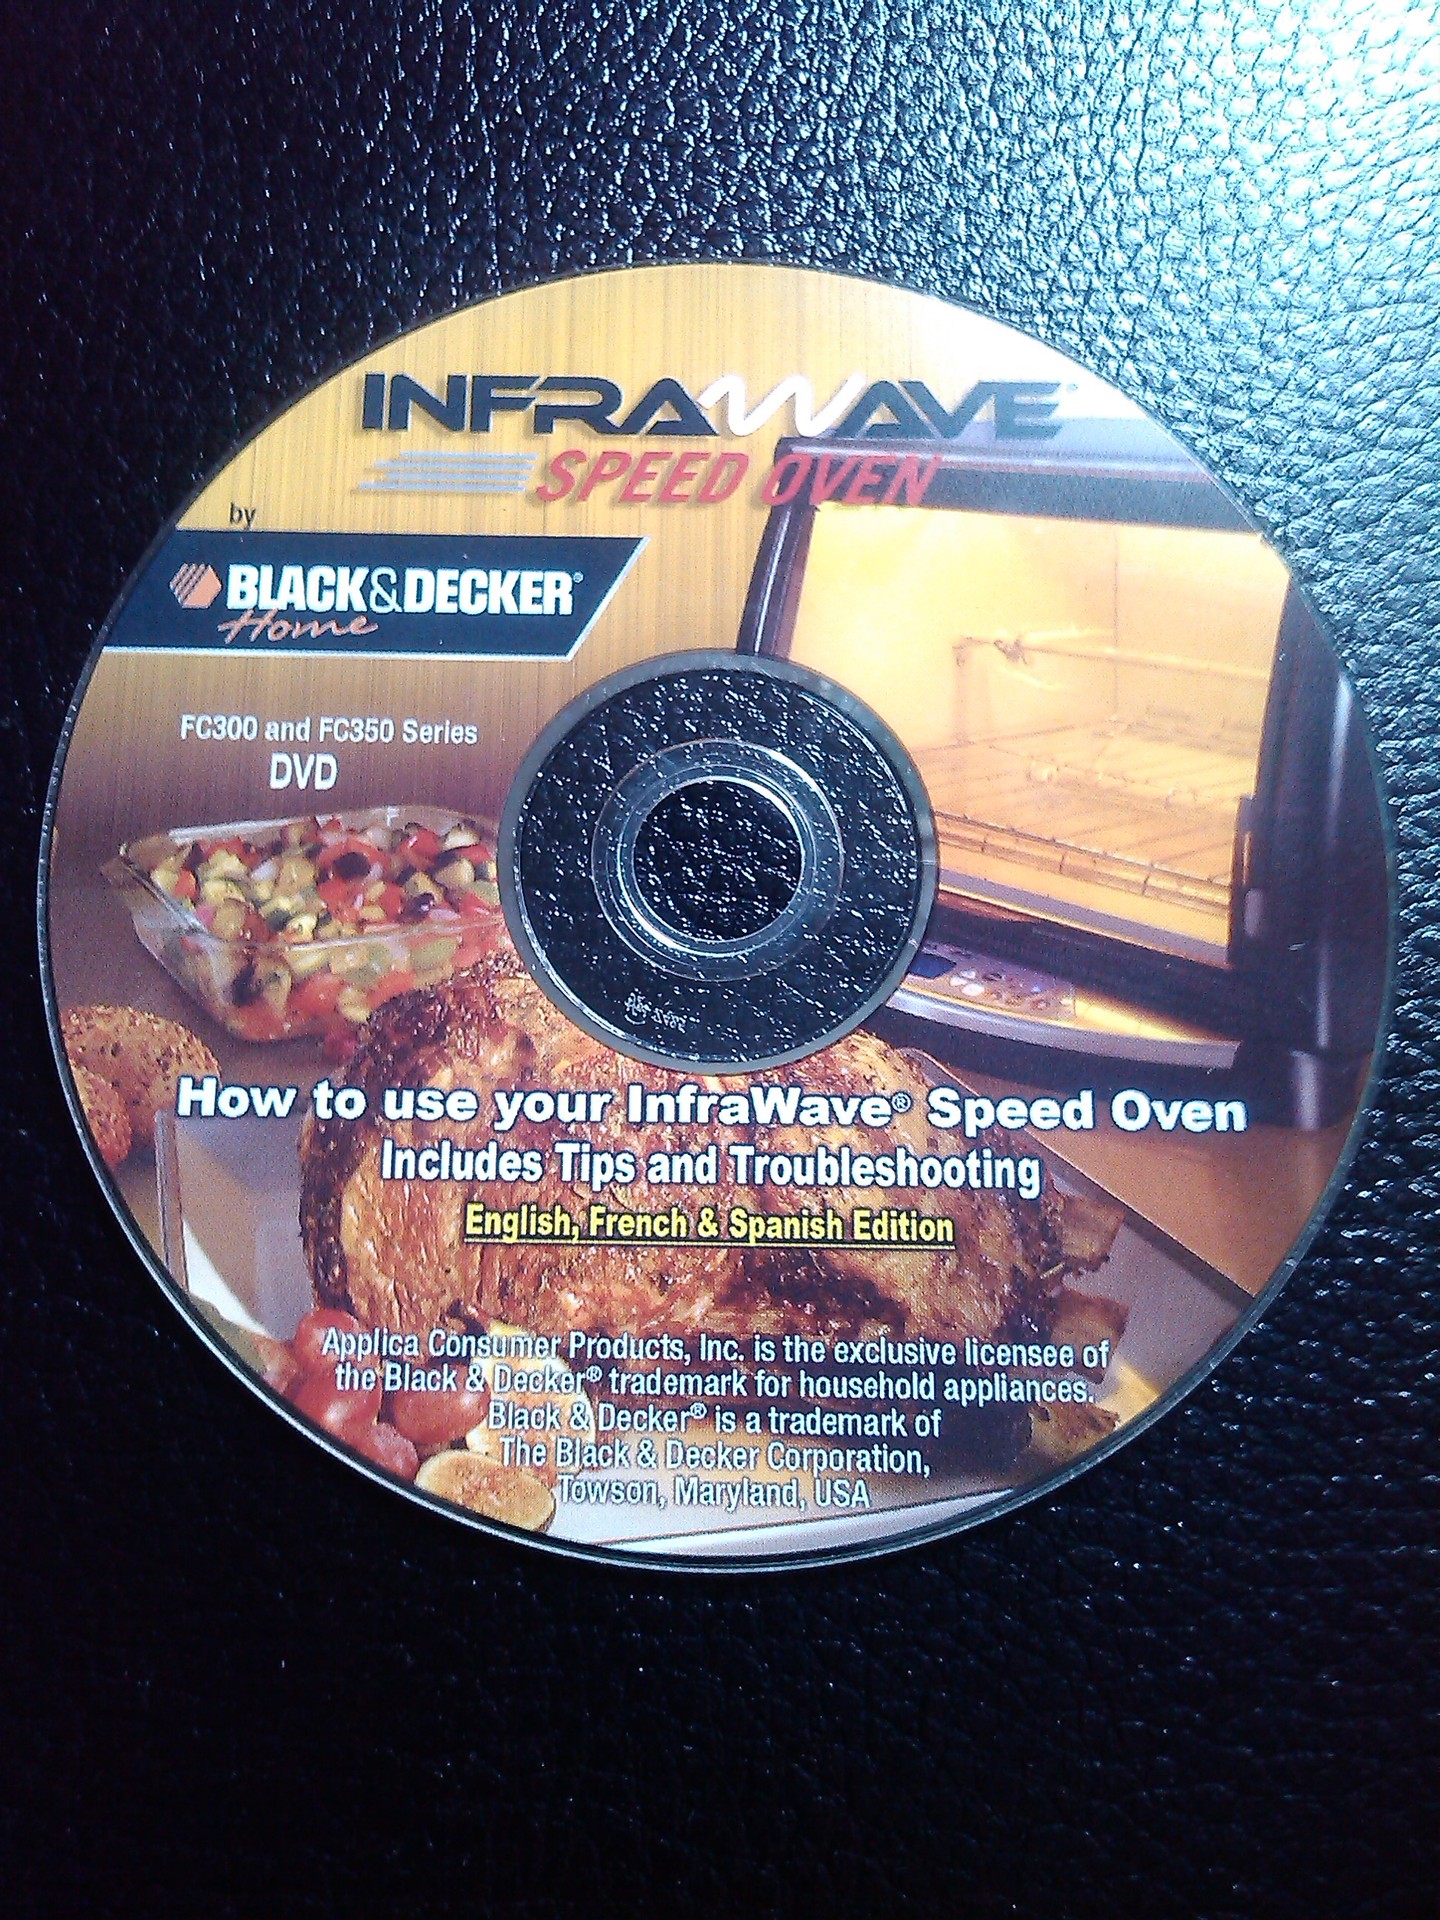 INFRAWAVE
SPEED OVEN
by
BLACK&DECKER®
Home
FC300 and FC350 Series
DVD
How to use your InfraWave® Speed Oven
Includes Tips and Troubleshooting
English, French & Spanish Edition
Applica Consumer Products, Inc. is the exclusive licensee of
the Black & Decker® trademark for household appliances.
Black & Decker® is a trademark of
The Black & Decker Corporation,
Towson, Maryland, USA